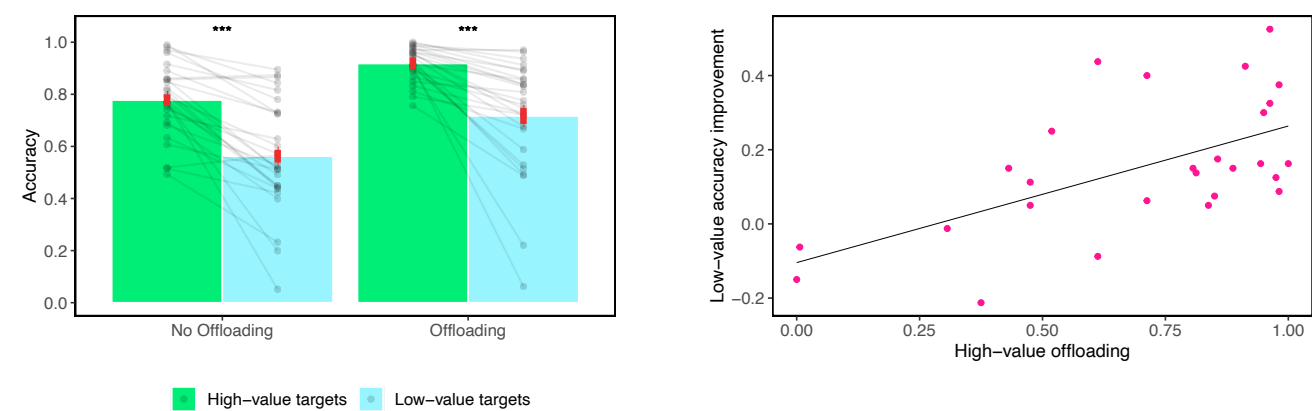 ***
***
Accuracy
1.0
0.8
0.6
0.4
0.2
0.0
No Offloading
Offloading
High−value targets
Low−value targets
Low−value accuracy improvement
0.4
0.2
0.0
−0.2
0.00
0.25
0.50
0.75
1.00
High−value offloading